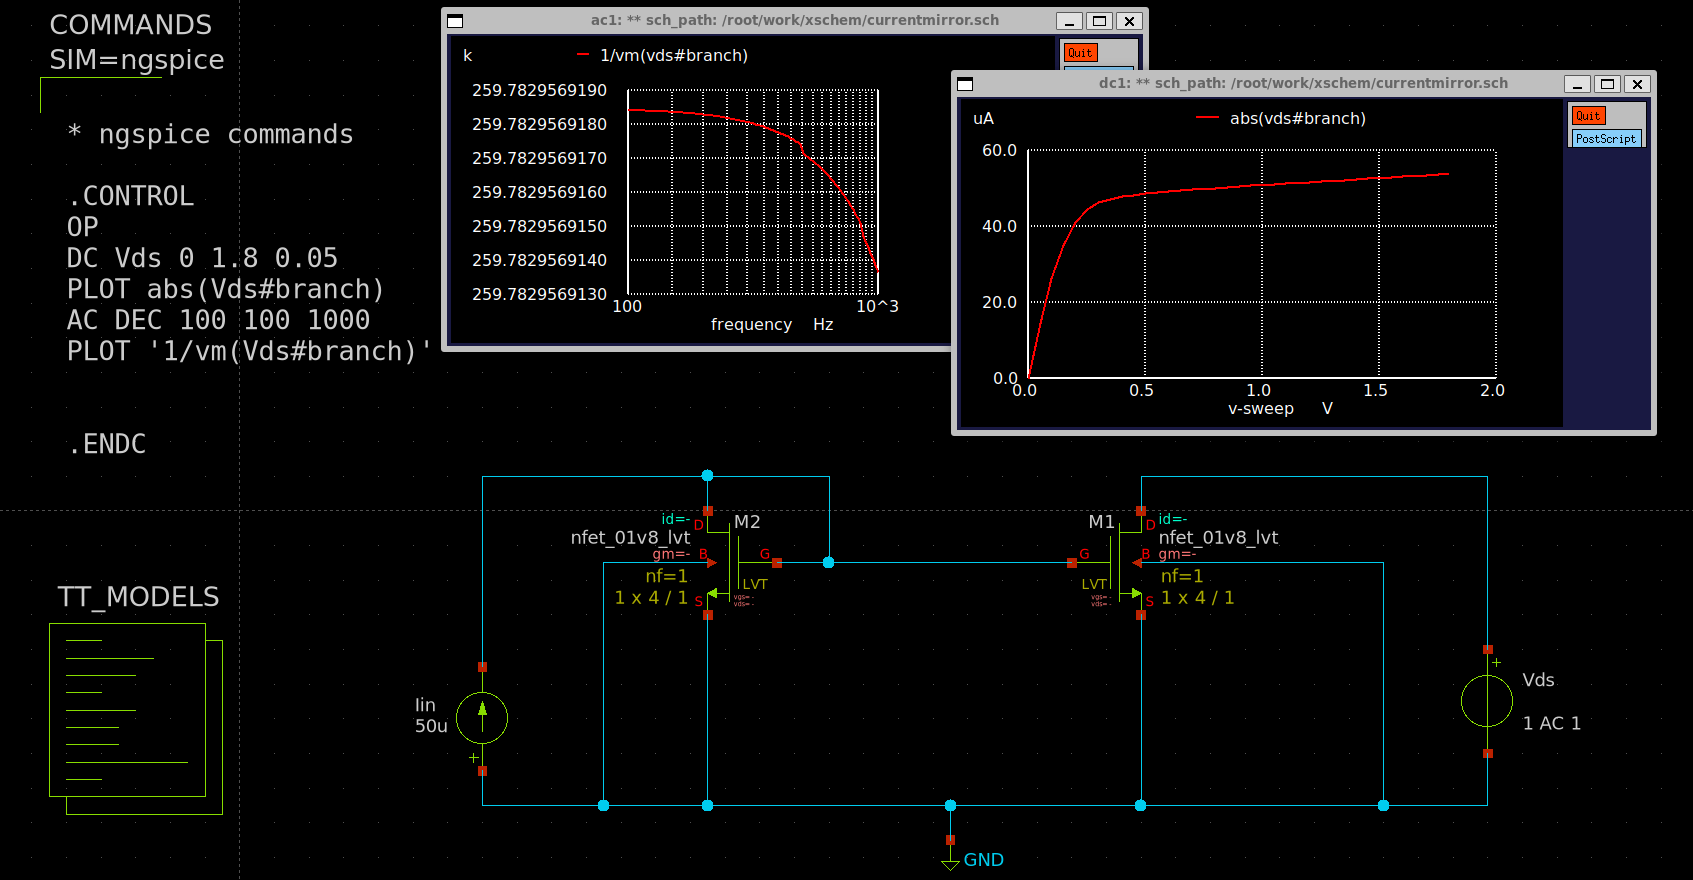 COMMANDS
SIM=ngspice
* ngspice commands
.CONTROL
OP
DC Vds 0 1.8 0.05
PLOT abs(Vds#branch)
AC DEC 100 100 1000
PLOT '1/vm(Vds#branch)'
.ENDC
TT_MODELS
ac1: ** sch_path: /root/work/xschem/currentmirror.sch
k
1/vm(vds#branch)
Quit
259.7829569190
259.7829569180
259.7829569170
259.7829569160
259.7829569150
259.7829569140
259.7829569130
100
10^3
frequency Hz
dc1: ** sch_path: /root/work/xschem/currentmirror.sch
uA
abs(vds#branch)
Quit
PostScript
60.0
40.0
20.0
0.0
0.0 0.5 1.0 1.5 2.0
v-sweep V
id=-
D
M2
nfet_01v8_lvt
gm=-
B
G
nf=1
LVT
1 x 4 / 1
S
vgs=-
vds=-
M1
D
id=-
nfet_01v8_lvt
G
B
gm=-
LVT
nf=1
vgs=-
vds=-
S
1 x 4 / 1
Iin
50u
+
+
Vds
1 AC 1
GND